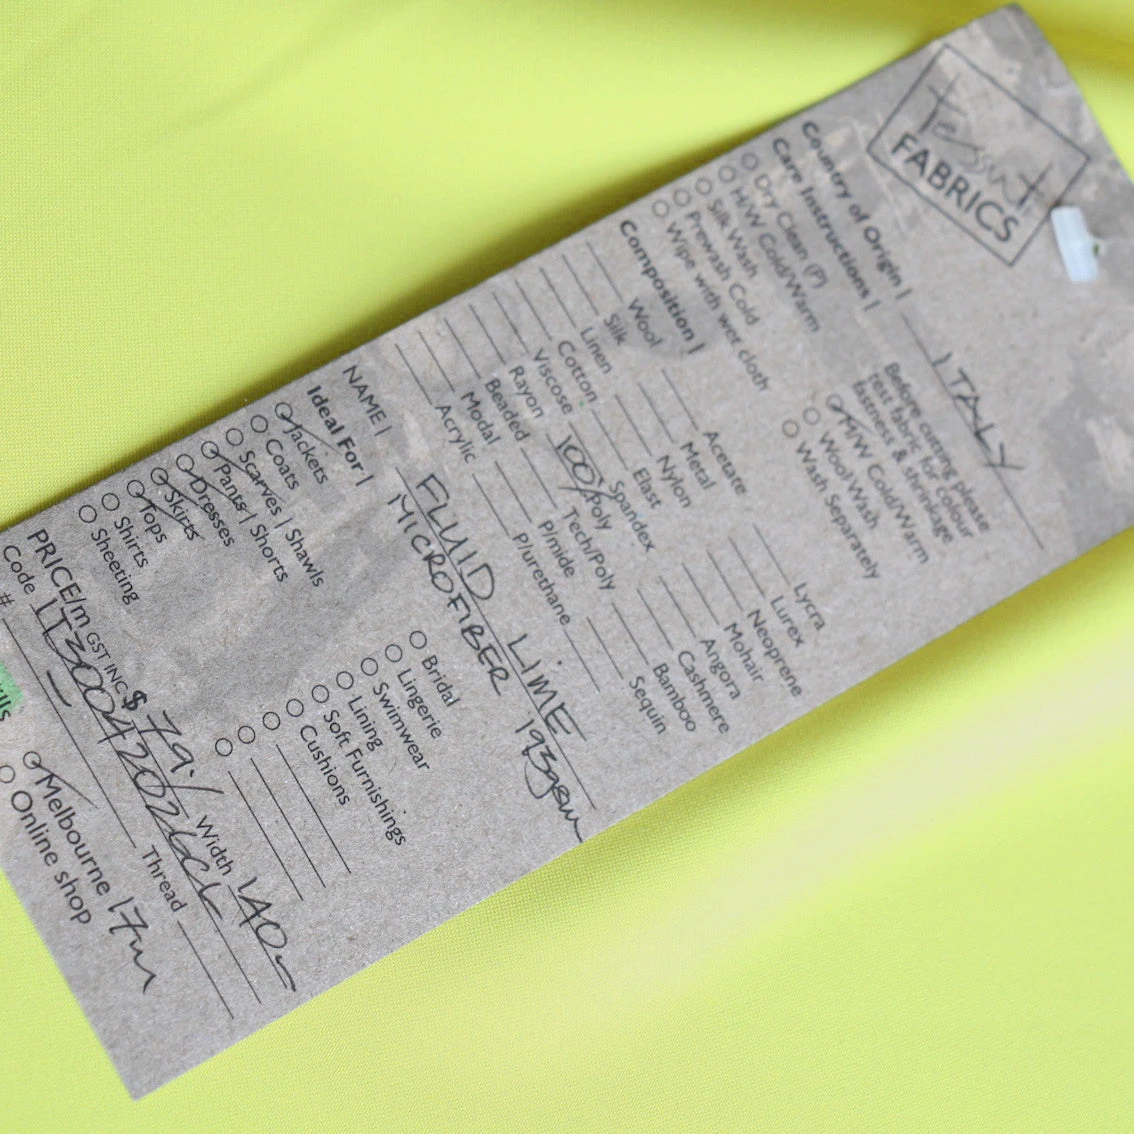 Tessuti
FABRICS
Country of Origin | ITALY
Care Instructions |
Dry Clean (P)
H/W Cold/Warm
Silk Wash
Prewash Cold
Wipe with wet cloth
Before cutting please
test fabric for colour
fastness & shrinkage
M/W Cold/Warm
Wool Wash
Wash Separately
Composition |
Wool
Silk
Linen
Cotton
Viscose
Rayon
Beaded
Modal
Acrylic
Acetate
Metal
Nylon
Elast
Spandex
100% Poly
Tech/Poly
P/mide
P/urethane
Lycra
Lurex
Neoprene
Mohair
Angora
Cashmere
Bamboo
Sequin
NAME | FLUID LIME
MICROFIBER 193gsm
Ideal For |
Jackets
Coats
Scarves | Shawls
Pants | Shorts
Dresses
Skirts
Tops
Shirts
Sheeting
Bridal
Lingerie
Swimwear
Lining
Soft Furnishings
Cushions
PRICE/m GST INC $ 79. Width 140
Code
# Thread
Melbourne 17m
Online shop